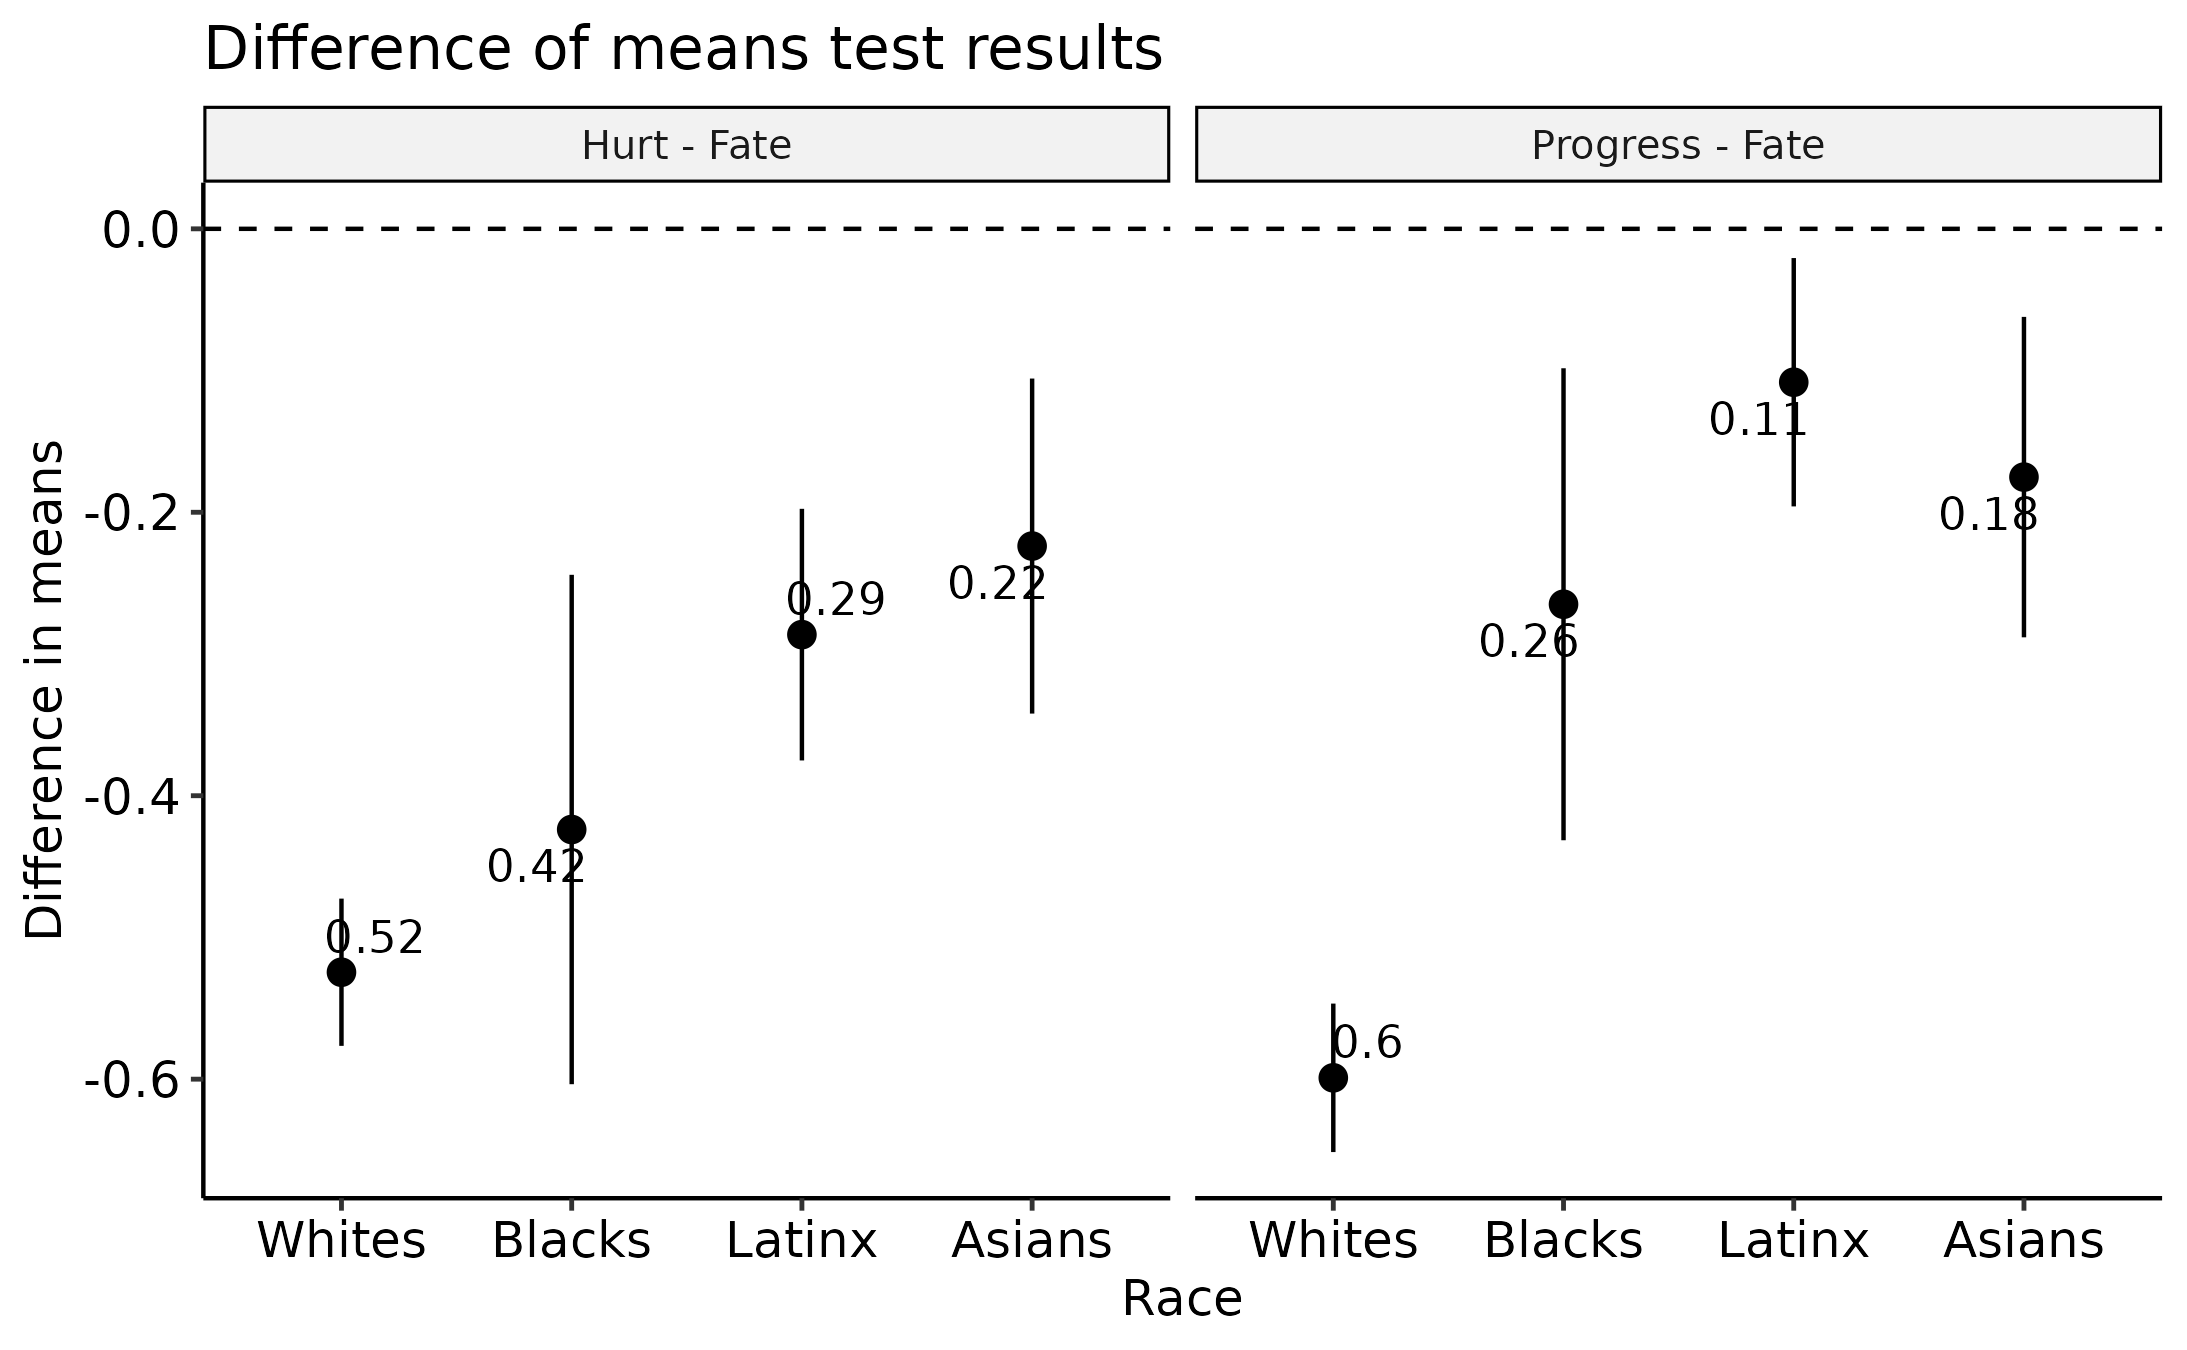 Difference of means test results
Hurt - Fate
Progress - Fate
Difference in means
0.0
-0.2
-0.4
-0.6
0.52
0.42
0.29
0.22
0.6
0.26
0.11
0.18
Whites Blacks Latinx Asians
Whites Blacks Latinx Asians
Race